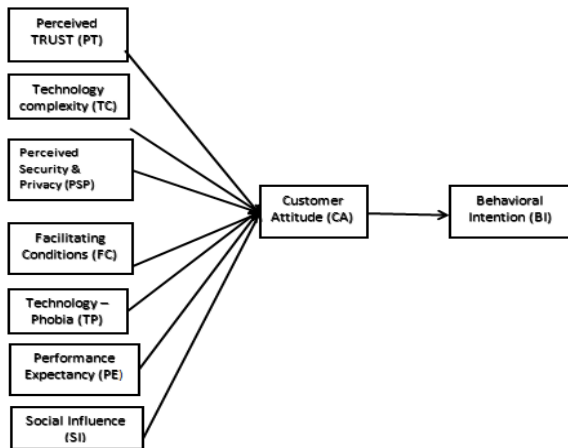 Perceived
TRUST (PT)
Technology
complexity (TC)
Perceived
Security &
Privacy (PSP)
Facilitating
Conditions (FC)
Technology –
Phobia (TP)
Performance
Expectancy (PE)
Social Influence
(SI)
Customer
Attitude (CA)
Behavioral
Intention (BI)